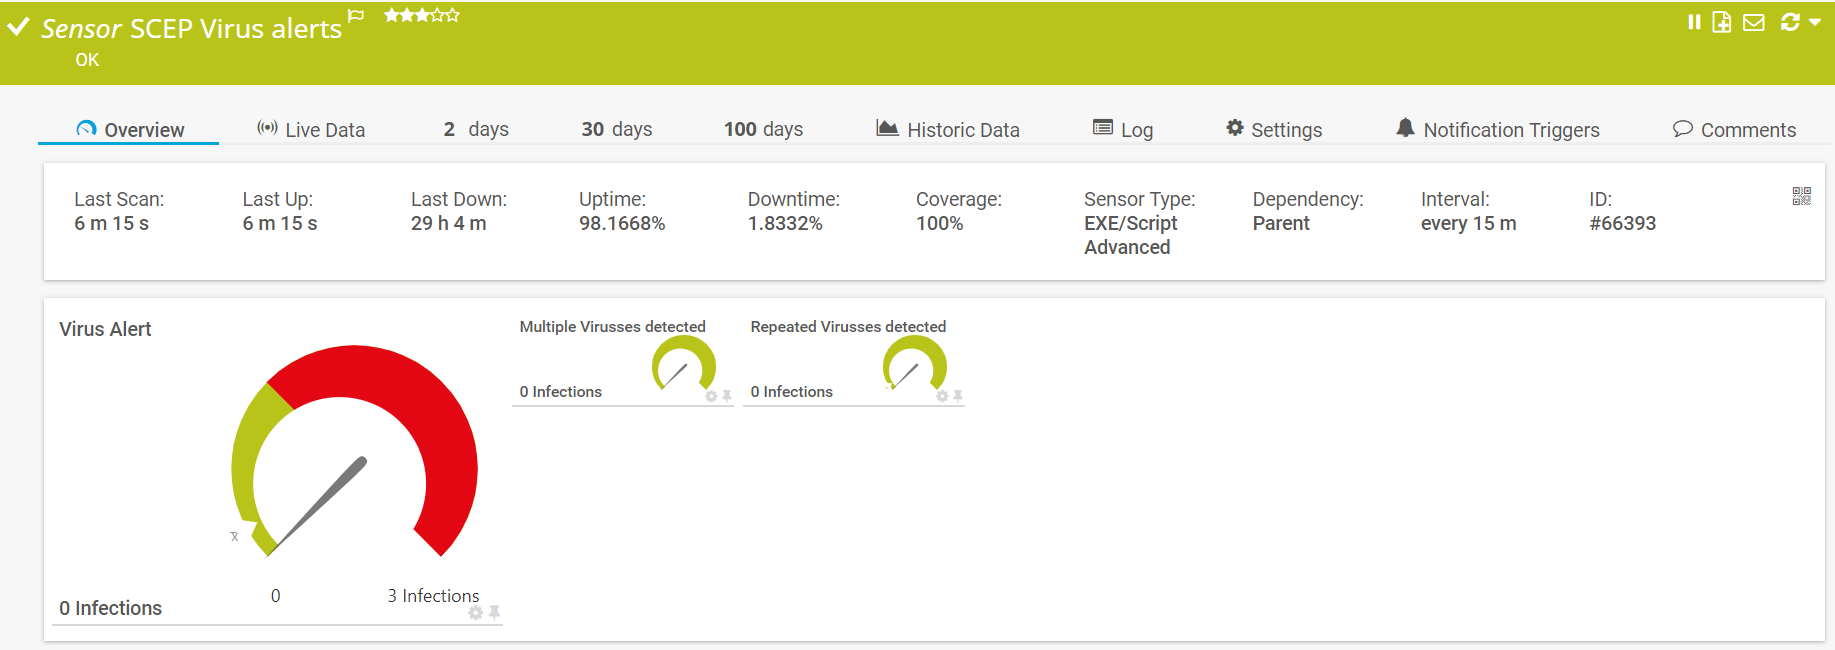 Sensor SCEP Virus alerts
OK
Overview
Live Data
2 days
30 days
100 days
Historic Data
Log
Settings
Notification Triggers
Comments
Last Scan:
6 m 15 s
Last Up:
6 m 15 s
Last Down:
29 h 4 m
Uptime:
98.1668%
Downtime:
1.8332%
Coverage:
100%
Sensor Type:
EXE/Script
Advanced
Dependency:
Parent
Interval:
every 15 m
ID:
#66393
Virus Alert
x̅
0
3 Infections
0 Infections
Multiple Virusses detected
0 Infections
Repeated Virusses detected
0 Infections